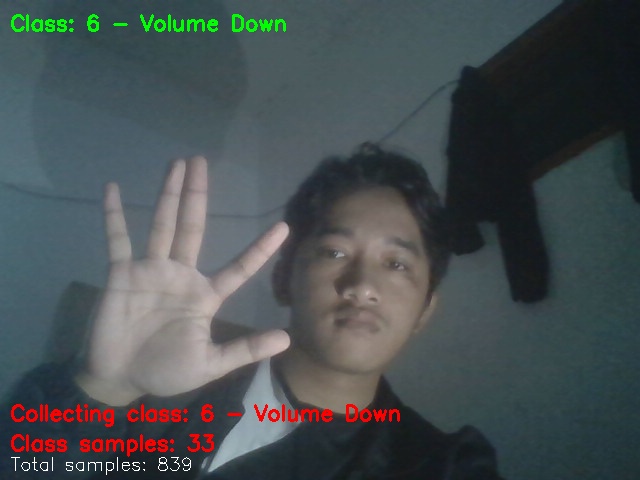 Class: 6 - Volume Down
Collecting class: 6 - Volume Down
Class samples: 33
Total samples: 839